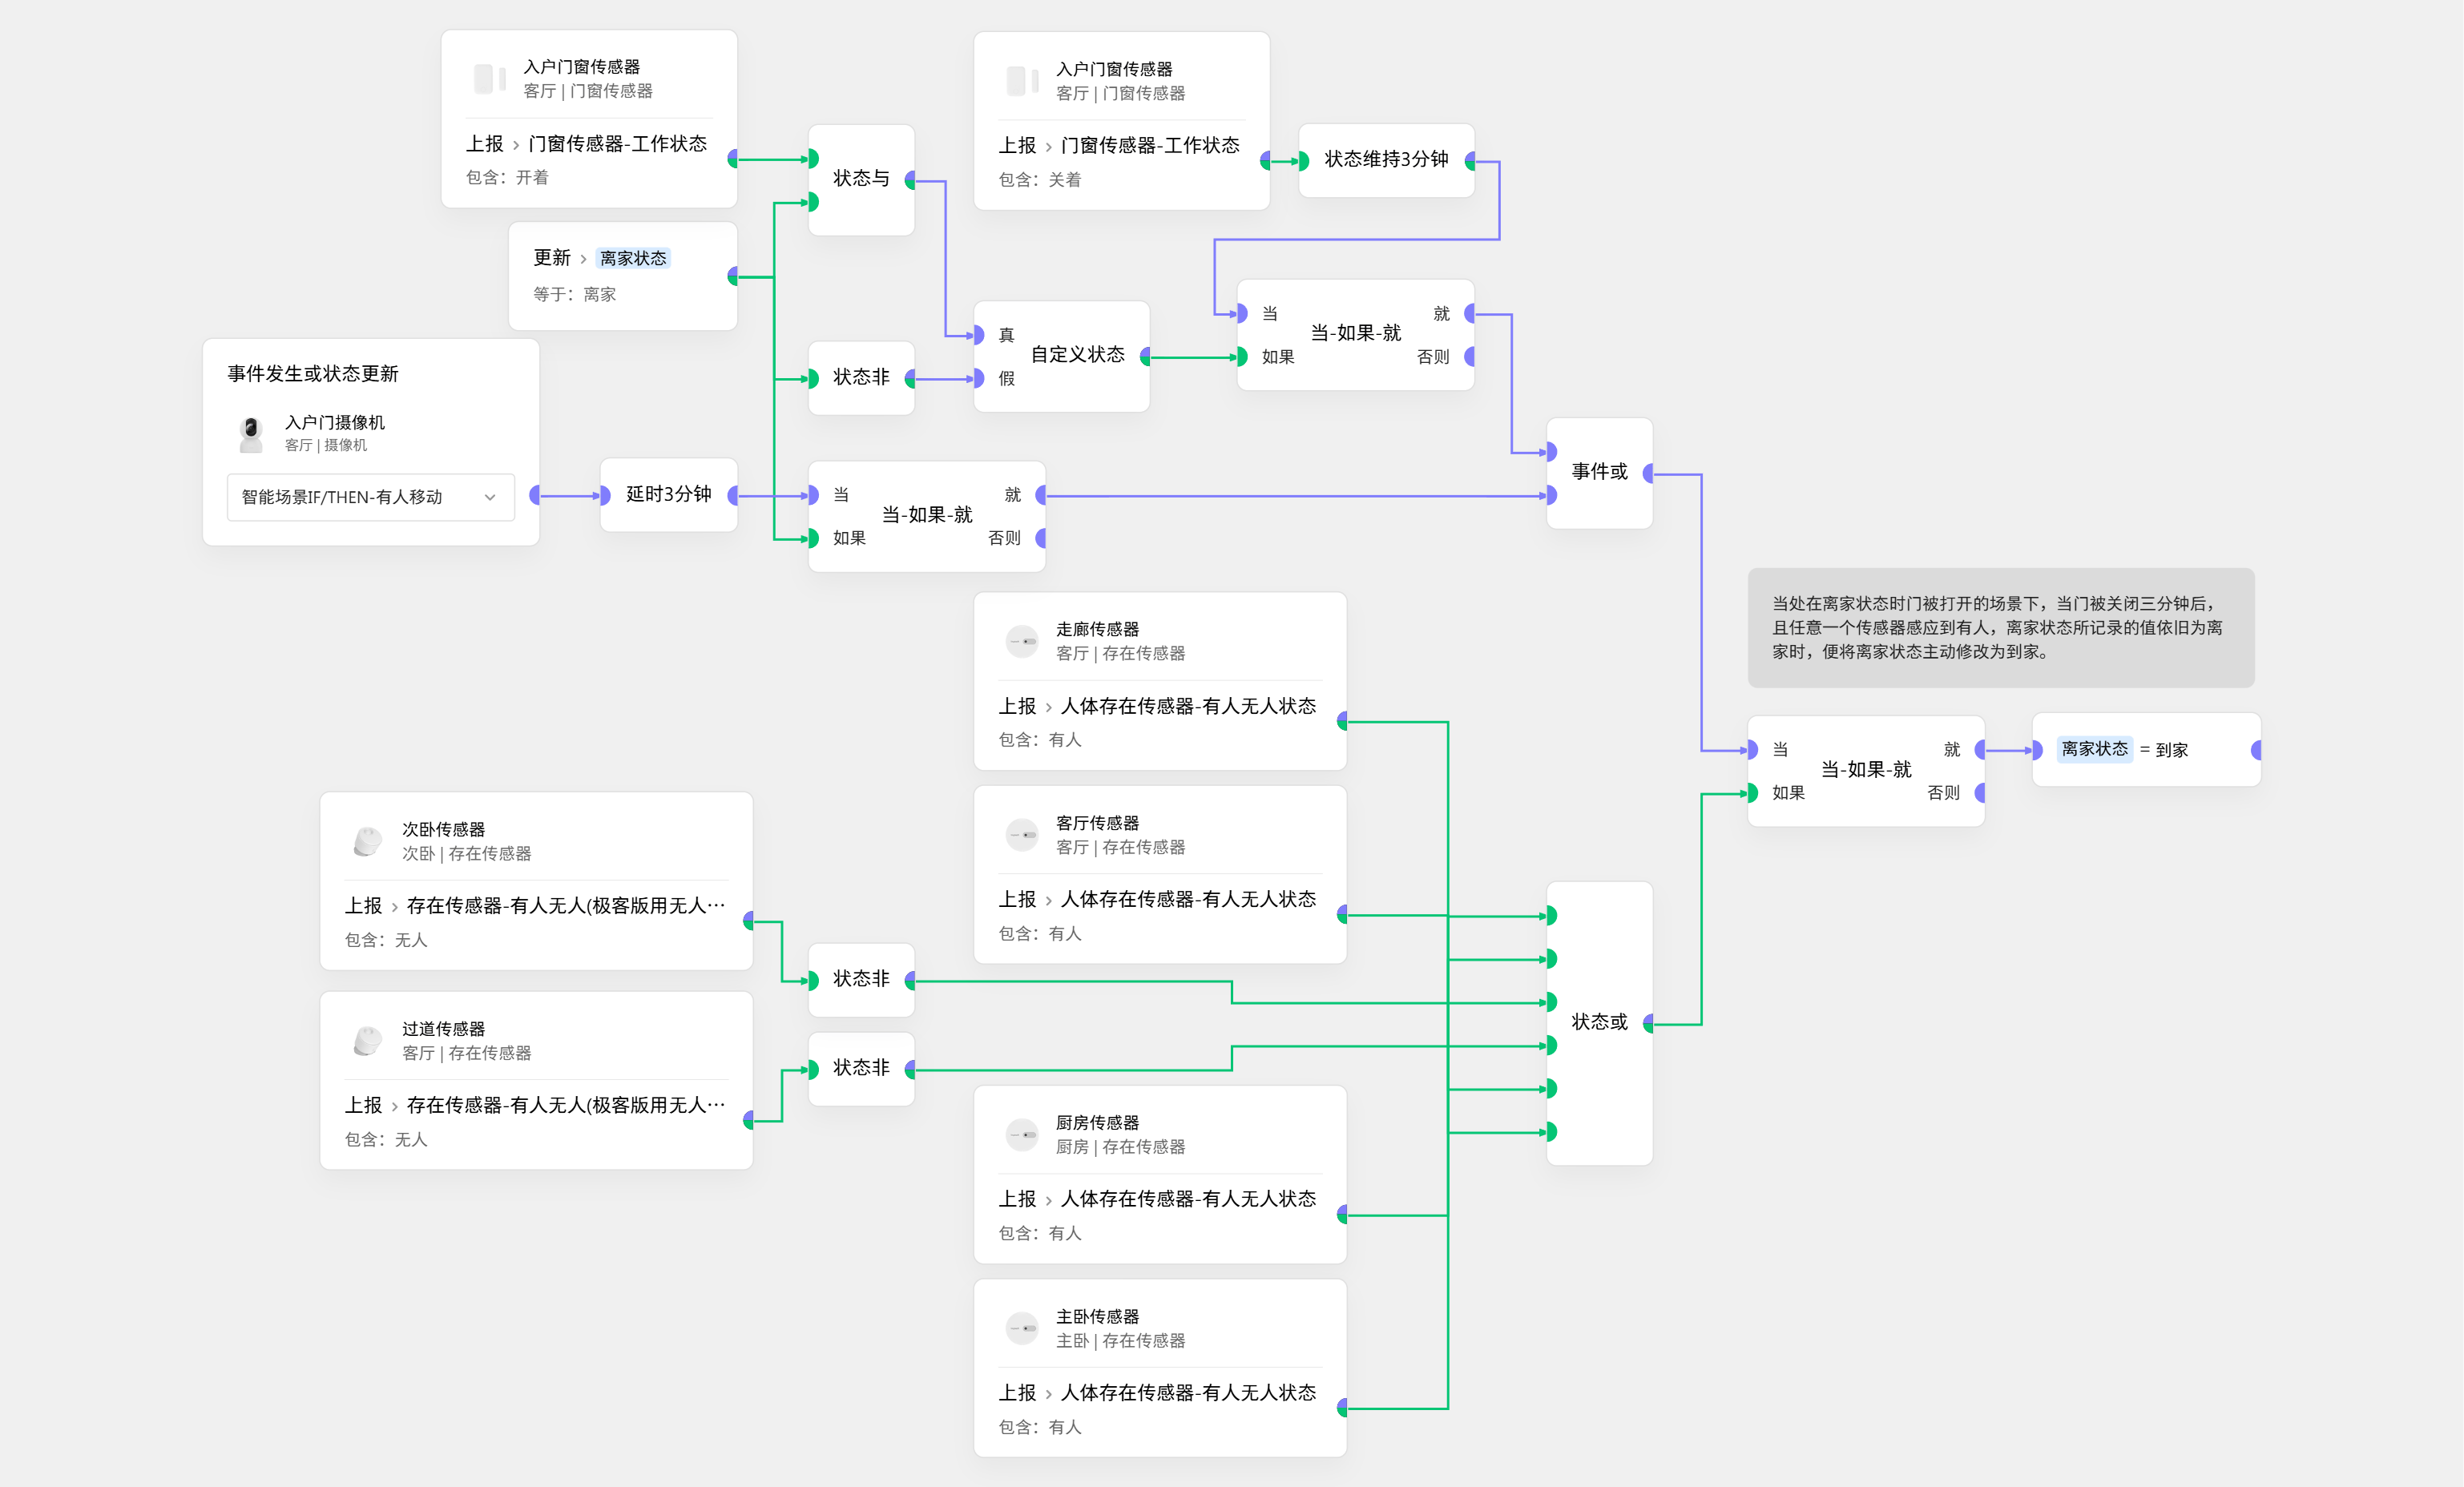 入户门窗传感器
客厅 | 门窗传感器
上报 › 门窗传感器-工作状态
包含：开着
更新 › 离家状态
等于：离家
事件发生或状态更新
入户门摄像机
客厅 | 摄像机
智能场景IF/THEN-有人移动
延时3分钟
状态与
状态非
当
如果
当-如果-就
就
否则
入户门窗传感器
客厅 | 门窗传感器
上报 › 门窗传感器-工作状态
包含：关着
状态维持3分钟
真
假
自定义状态
当
如果
当-如果-就
就
否则
事件或
走廊传感器
客厅 | 存在传感器
上报 › 人体存在传感器-有人无人状态
包含：有人
客厅传感器
客厅 | 存在传感器
上报 › 人体存在传感器-有人无人状态
包含：有人
次卧传感器
次卧 | 存在传感器
上报 › 存在传感器-有人无人(极客版用无人…
包含：无人
状态非
过道传感器
客厅 | 存在传感器
上报 › 存在传感器-有人无人(极客版用无人…
包含：无人
状态非
厨房传感器
厨房 | 存在传感器
上报 › 人体存在传感器-有人无人状态
包含：有人
主卧传感器
主卧 | 存在传感器
上报 › 人体存在传感器-有人无人状态
包含：有人
状态或
当处在离家状态时门被打开的场景下，当门被关闭三分钟后，
且任意一个传感器感应到有人，离家状态所记录的值依旧为离
家时，便将离家状态主动修改为到家。
当
如果
当-如果-就
就
否则
离家状态 = 到家